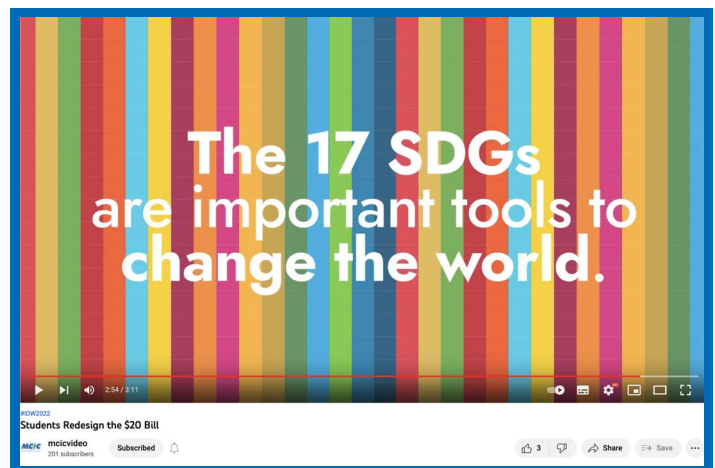 The 17 SDGs
are important tools to
change the world.
2:54 / 3:11
#IDW2022
Students Redesign the $20 Bill
MCIC
mcicvideo
201 subscribers
Subscribed
3
Share
Save